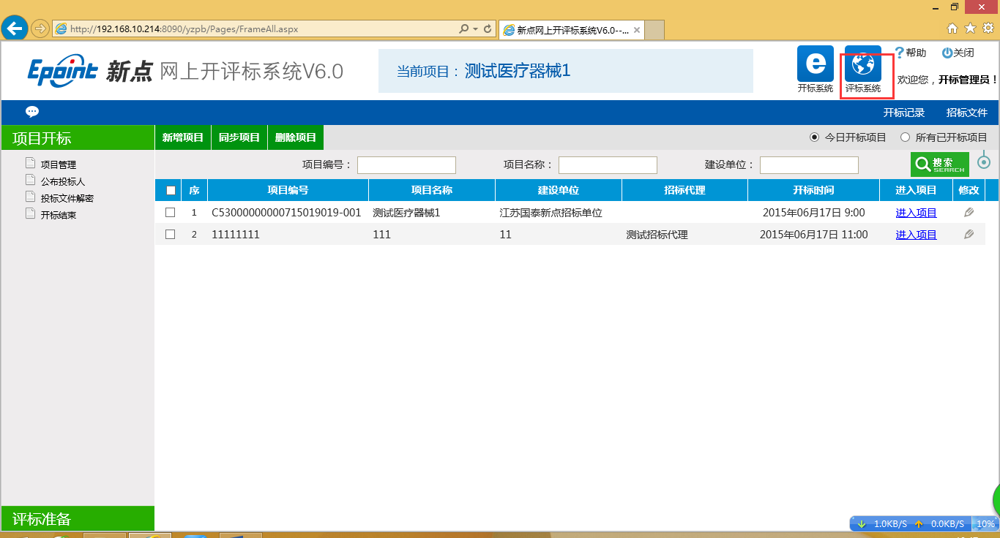 http://192.168.10.214:8090/yzpb/Pages/FrameAll.aspx
新点网上开评标系统V6.0--...
Epoint 新点 网上开评标系统V6.0
当前项目： 测试医疗器械1
开标系统
评标系统
帮助
关闭
欢迎您，开标管理员！
开标记录 招标文件
项目开标
新增项目 同步项目 删除项目
今日开标项目 所有已开标项目
项目管理
公布投标人
投标文件解密
开标结束
项目编号： 项目名称： 建设单位：
搜索
SEARCH
序 项目编号 项目名称 建设单位 招标代理 开标时间 进入项目 修改
1 C53000000000715019019-001 测试医疗器械1 江苏国泰新点招标单位 2015年06月17日 9:00 进入项目
2 11111111 111 11 测试招标代理 2015年06月17日 11:00 进入项目
评标准备
1.0KB/S 0.0KB/S 10%